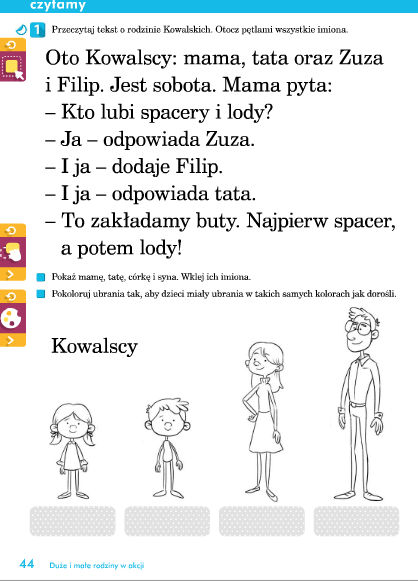 czytamy
1 Przeczytaj tekst o rodzinie Kowalskich. Otocz pętlami wszystkie imiona.
Oto Kowalscy: mama, tata oraz Zuza
i Filip. Jest sobota. Mama pyta:
– Kto lubi spacery i lody?
– Ja – odpowiada Zuza.
– I ja – dodaje Filip.
– I ja – odpowiada tata.
– To zakładamy buty. Najpierw spacer,
a potem lody!
Pokaż mamę, tatę, córkę i syna. Wklej ich imiona.
Pokoloruj ubrania tak, aby dzieci miały ubrania w takich samych kolorach jak dorośli.
Kowalscy
44 Duże i małe rodziny w akcji